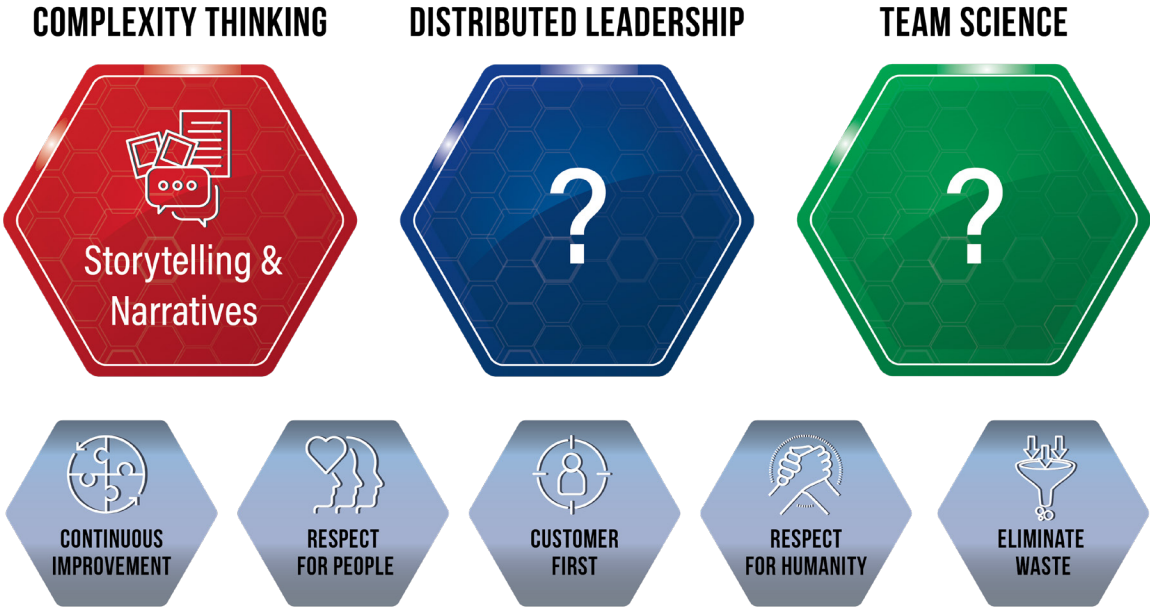 COMPLEXITY THINKING
DISTRIBUTED LEADERSHIP
TEAM SCIENCE
Storytelling &
Narratives
?
?
CONTINUOUS
IMPROVEMENT
RESPECT
FOR PEOPLE
CUSTOMER
FIRST
RESPECT
FOR HUMANITY
ELIMINATE
WASTE